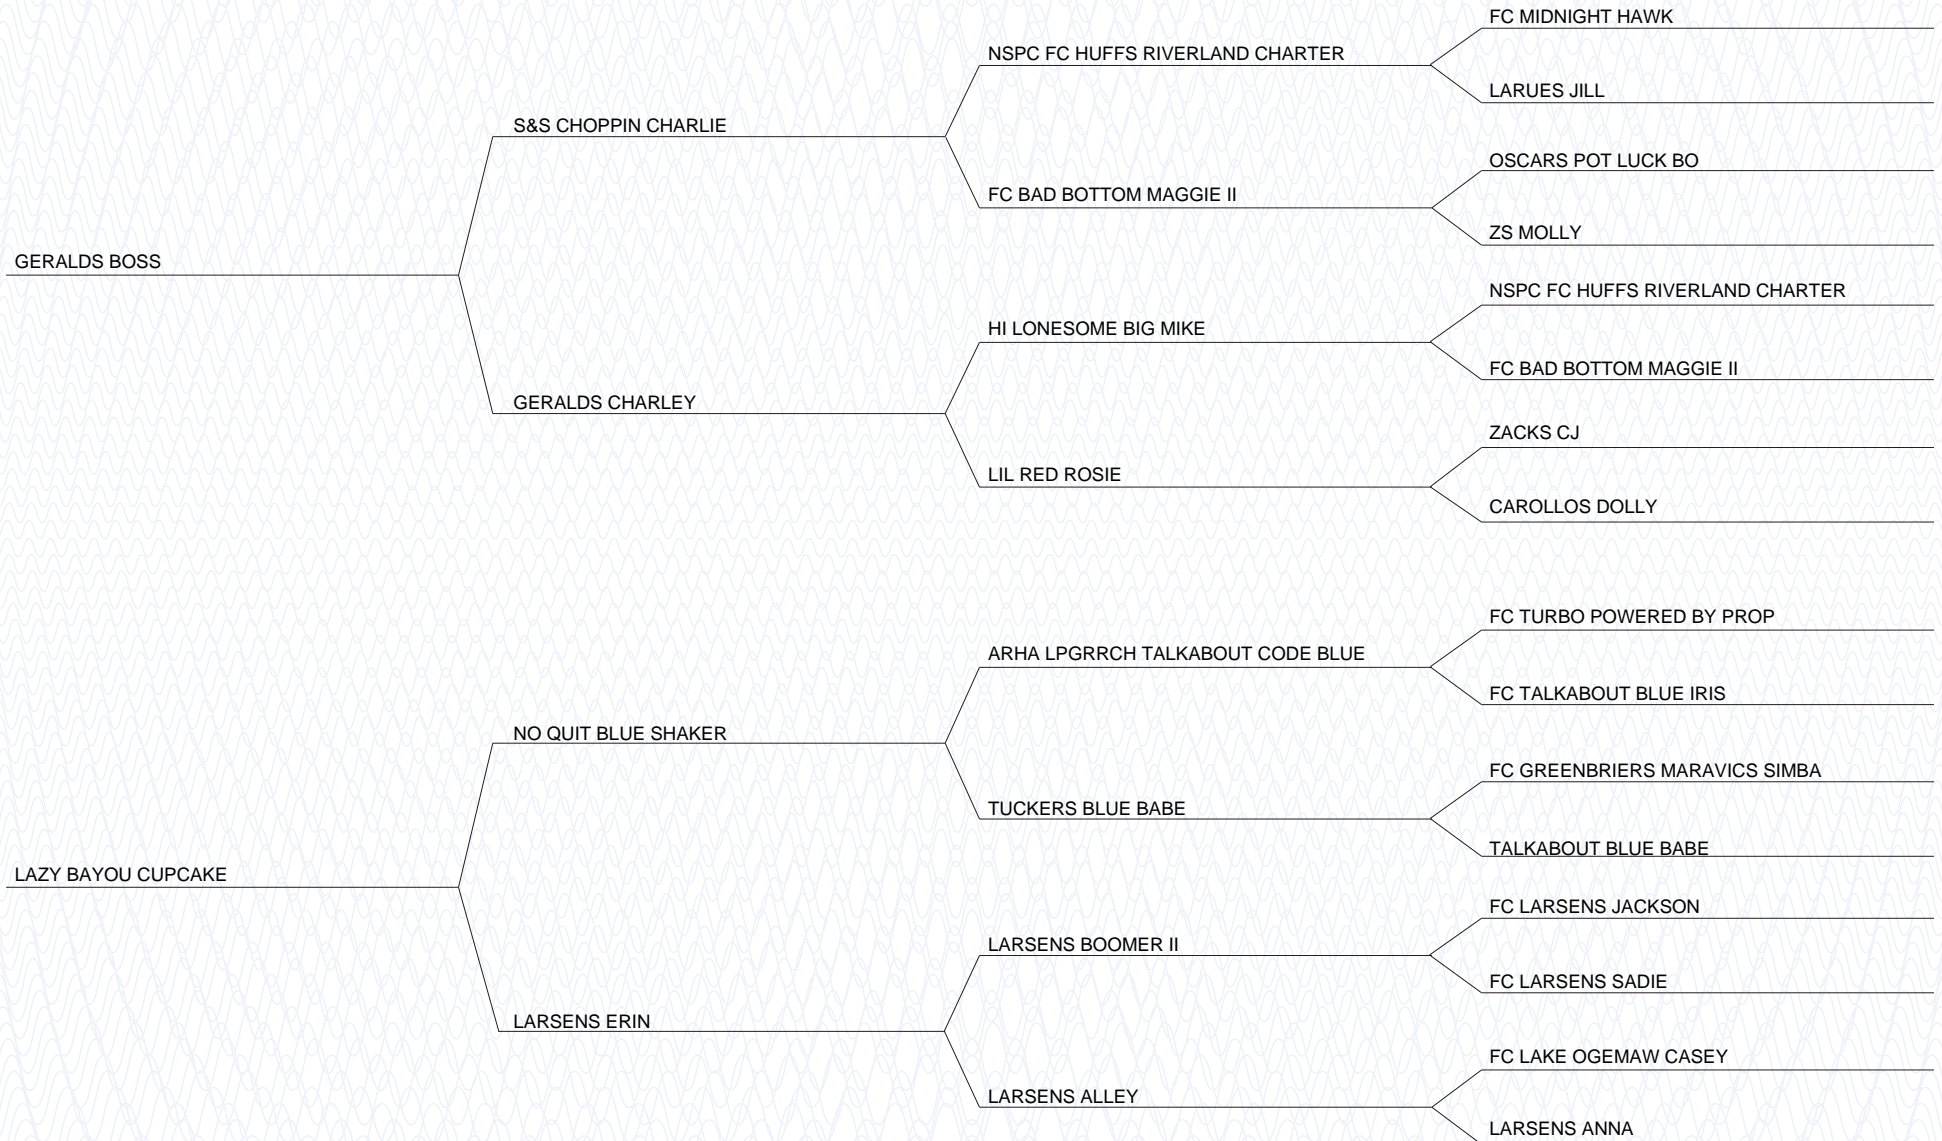 FC MIDNIGHT HAWK
NSPC FC HUFFS RIVERLAND CHARTER
LARUES JILL
S&S CHOPPIN CHARLIE
OSCARS POT LUCK BO
FC BAD BOTTOM MAGGIE II
ZS MOLLY
GERALDS BOSS
NSPC FC HUFFS RIVERLAND CHARTER
HI LONESOME BIG MIKE
FC BAD BOTTOM MAGGIE II
GERALDS CHARLEY
ZACKS CJ
LIL RED ROSIE
CAROLLOS DOLLY
FC TURBO POWERED BY PROP
ARHA LPGRRCH TALKABOUT CODE BLUE
FC TALKABOUT BLUE IRIS
NO QUIT BLUE SHAKER
FC GREENBRIERS MARAVICS SIMBA
TUCKERS BLUE BABE
TALKABOUT BLUE BABE
LAZY BAYOU CUPCAKE
FC LARSENS JACKSON
LARSENS BOOMER II
FC LARSENS SADIE
LARSENS ERIN
FC LAKE OGEMAW CASEY
LARSENS ALLEY
LARSENS ANNA